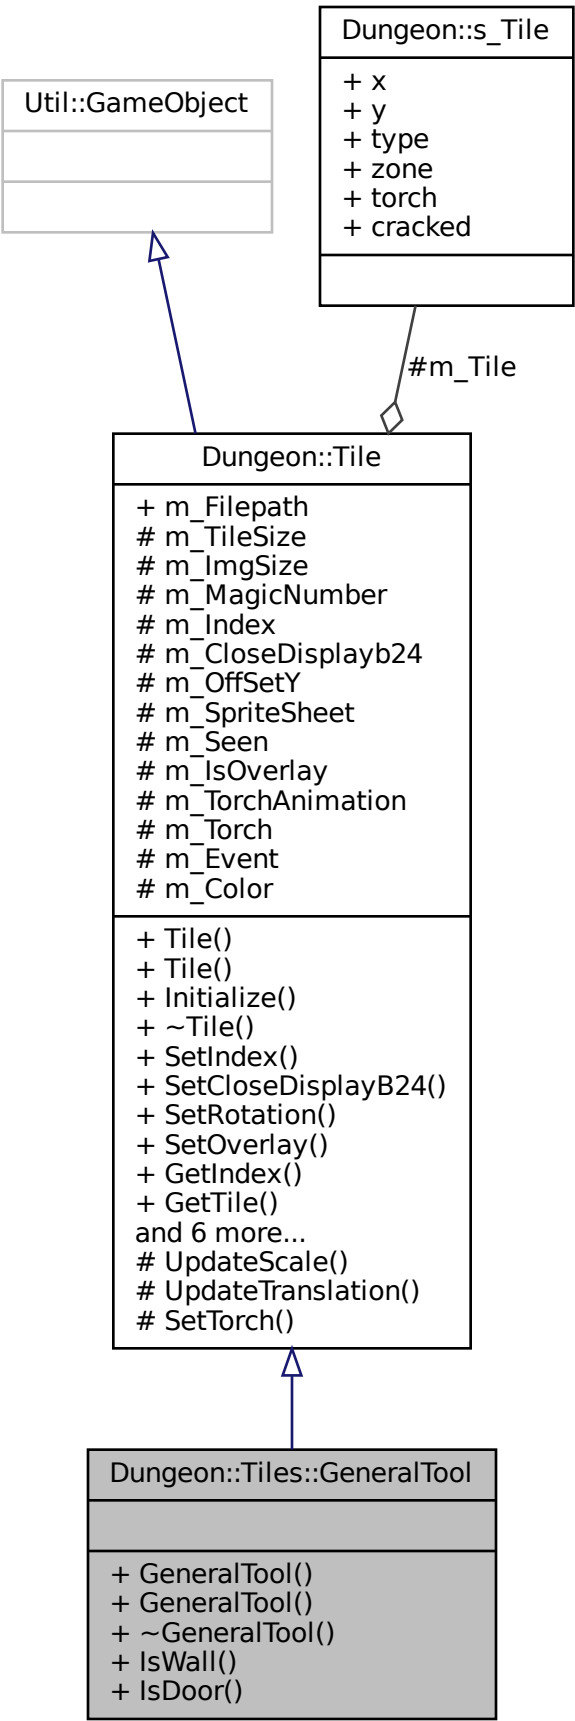 Dungeon::s_Tile
+ x
+ y
+ type
+ zone
+ torch
+ cracked
Util::GameObject
#m_Tile
Dungeon::Tile
+ m_Filepath
# m_TileSize
# m_ImgSize
# m_MagicNumber
# m_Index
# m_CloseDisplayb24
# m_OffSetY
# m_SpriteSheet
# m_Seen
# m_IsOverlay
# m_TorchAnimation
# m_Torch
# m_Event
# m_Color
+ Tile()
+ Tile()
+ Initialize()
+ ~Tile()
+ SetIndex()
+ SetCloseDisplayB24()
+ SetRotation()
+ SetOverlay()
+ GetIndex()
+ GetTile()
and 6 more...
# UpdateScale()
# UpdateTranslation()
# SetTorch()
Dungeon::Tiles::GeneralTool
+ GeneralTool()
+ GeneralTool()
+ ~GeneralTool()
+ IsWall()
+ IsDoor()